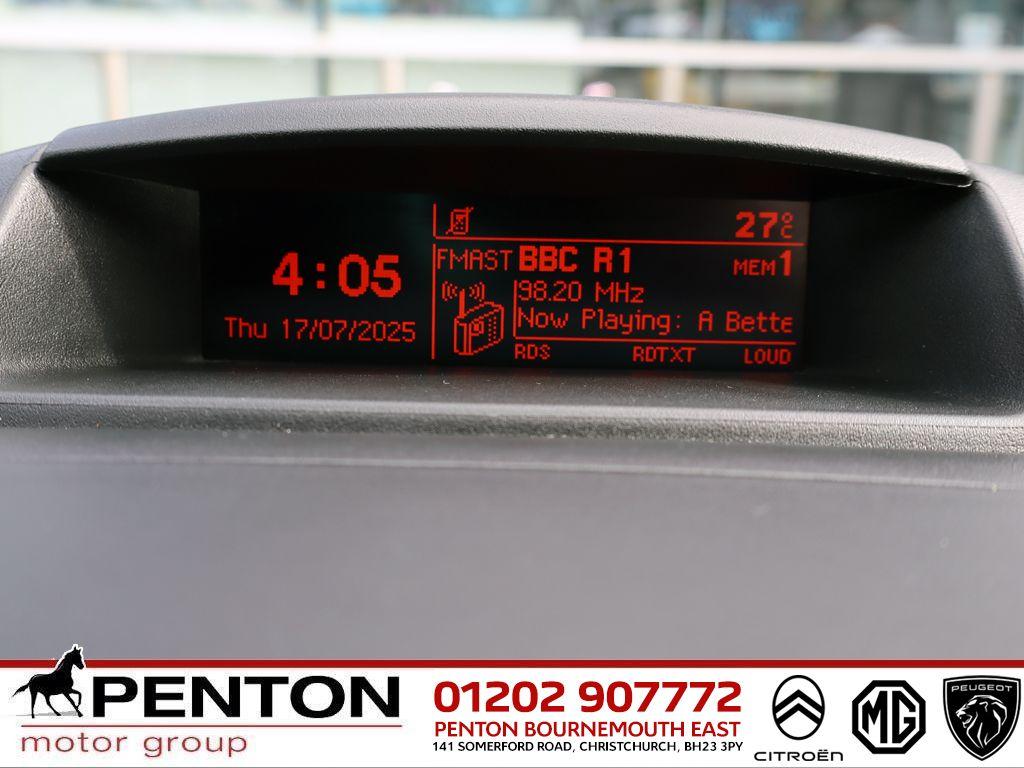 4:05
Thu 17/07/2025
27°C
FMAST BBC R1 MEM1
98.20 MHz
Now Playing: A Bette
RDS RDTXT LOUD
PENTON
motor group
01202 907772
PENTON BOURNEMOUTH EAST
141 SOMERFORD ROAD, CHRISTCHURCH, BH23 3PY
CITROËN
MG
PEUGEOT